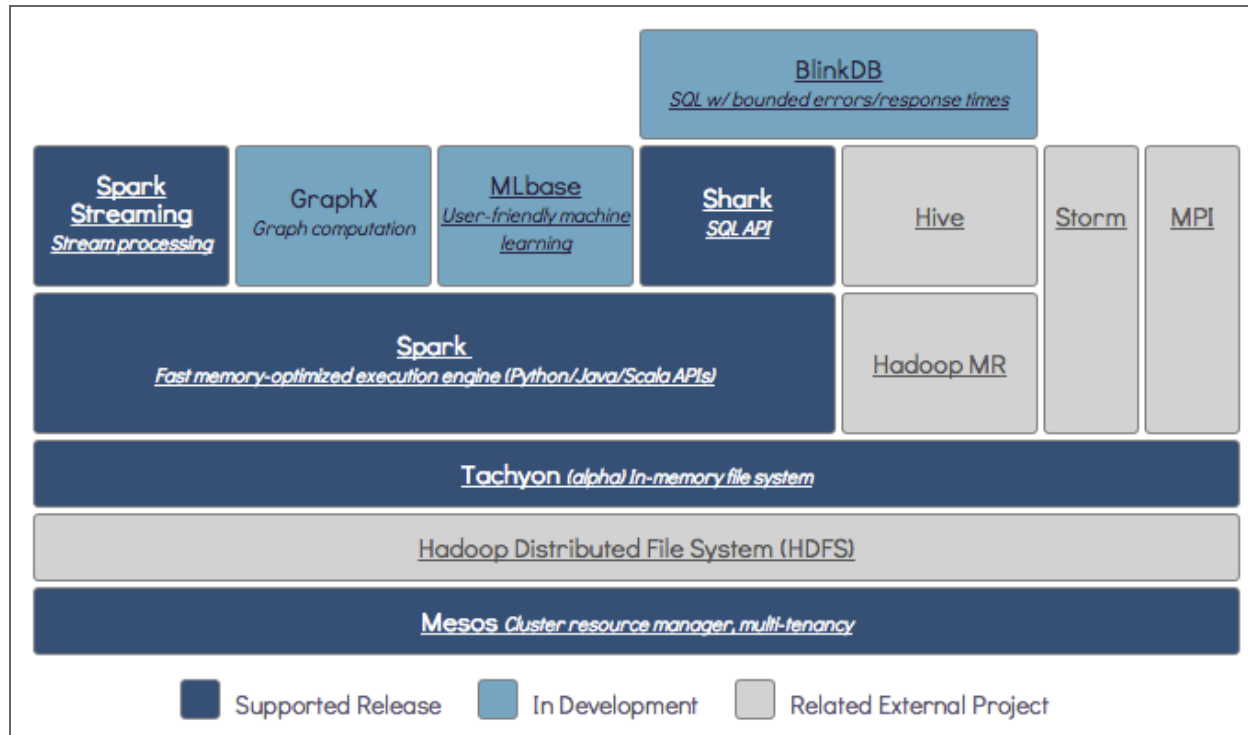 BlinkDB
SQL w/ bounded errors/response times
Spark
Streaming
Stream processing
GraphX
Graph computation
MLbase
User-friendly machine
learning
Shark
SQL API
Hive
Storm
MPI
Spark
Fast memory-optimized execution engine (Python/Java/Scala APIs)
Hadoop MR
Tachyon (alpha) In-memory file system
Hadoop Distributed File System (HDFS)
Mesos Cluster resource manager, multi-tenancy
Supported Release
In Development
Related External Project